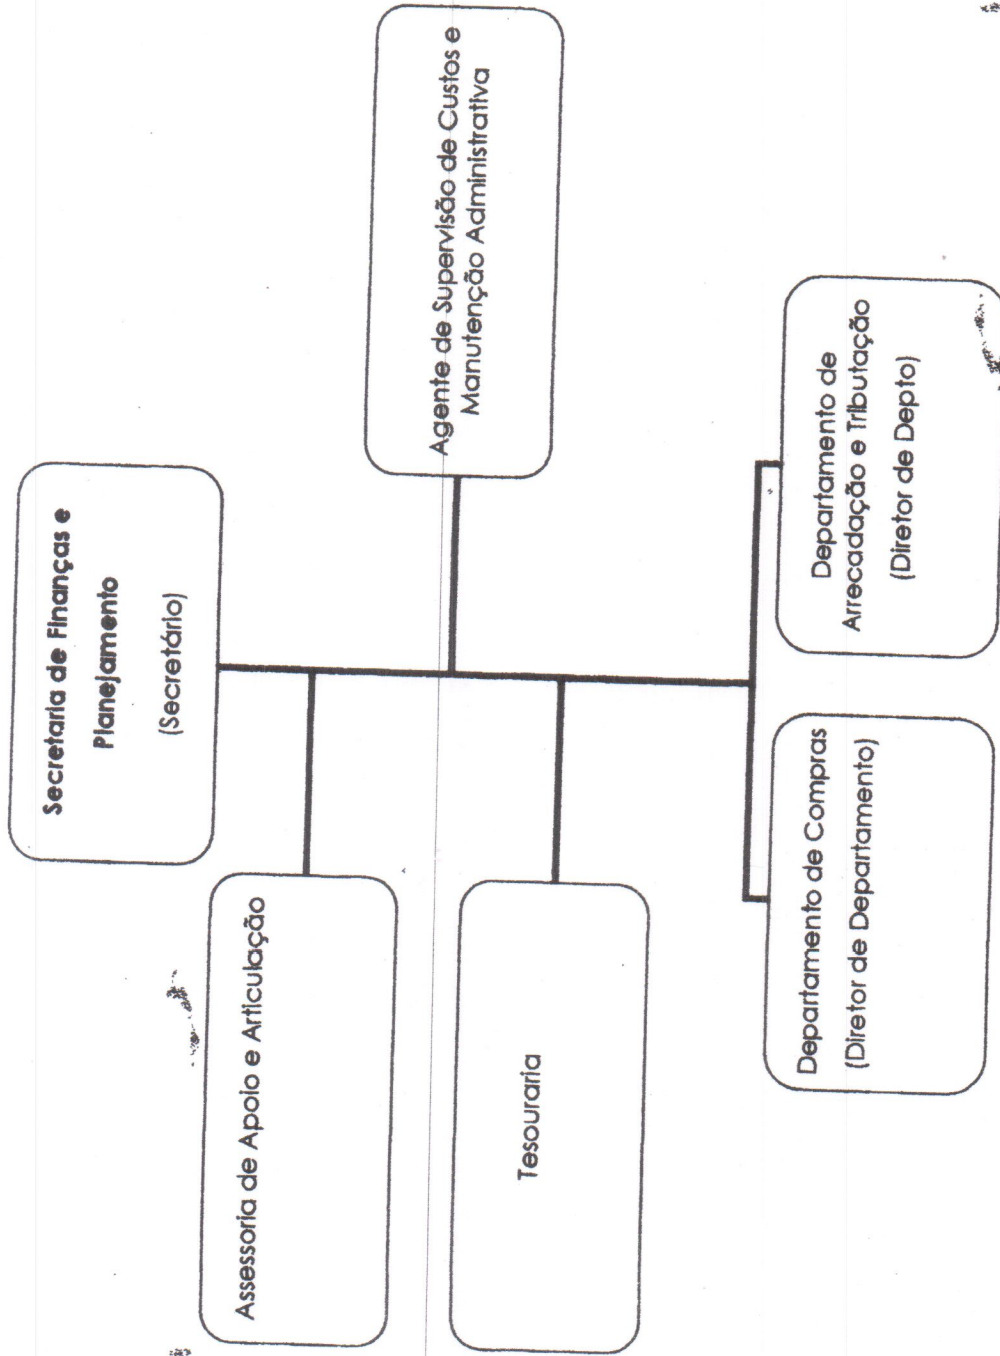 Secretaria de Finanças e
Planejamento
(Secretário)
Assessoria de Apoio e Articulação
Agente de Supervisão de Custos e
Manutenção Administrativa
Tesouraria
Departamento de Compras
(Diretor de Departamento)
Departamento de
Arrecadação e Tributação
(Diretor de Depto)